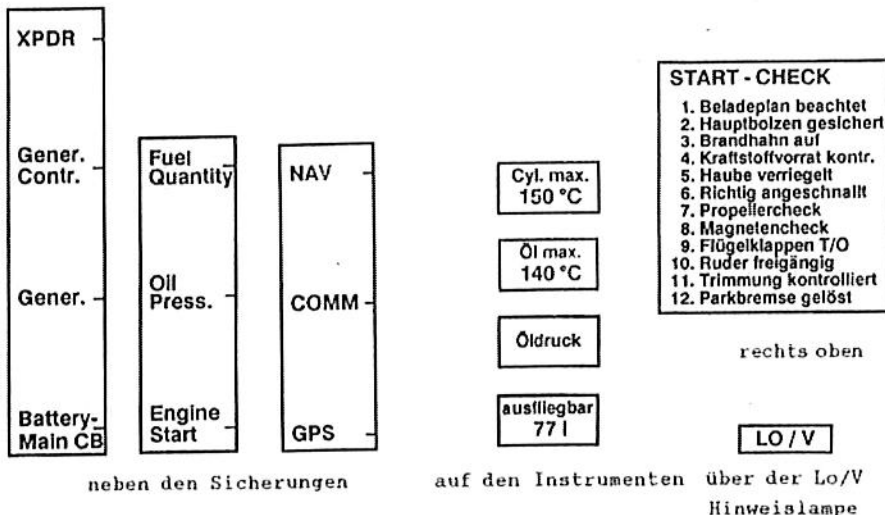 XPDR
Gener.
Contr.
Gener.
Battery-
Main CB
Fuel
Quantity
Oil
Press.
Engine
Start
NAV
COMM
GPS
neben den Sicherungen
Cyl. max.
150 °C
Öl max.
140 °C
Öldruck
ausfliegbar
77 l
auf den Instrumenten
START - CHECK
1. Beladeplan beachtet
2. Hauptbolzen gesichert
3. Brandhahn auf
4. Kraftstoffvorrat kontr.
5. Haube verriegelt
6. Richtig angeschnallt
7. Propellercheck
8. Magnetencheck
9. Flügelklappen T/O
10. Ruder freigängig
11. Trimmung kontrolliert
12. Parkbremse gelöst
rechts oben
LO / V
über der Lo/V
Hinweislampe